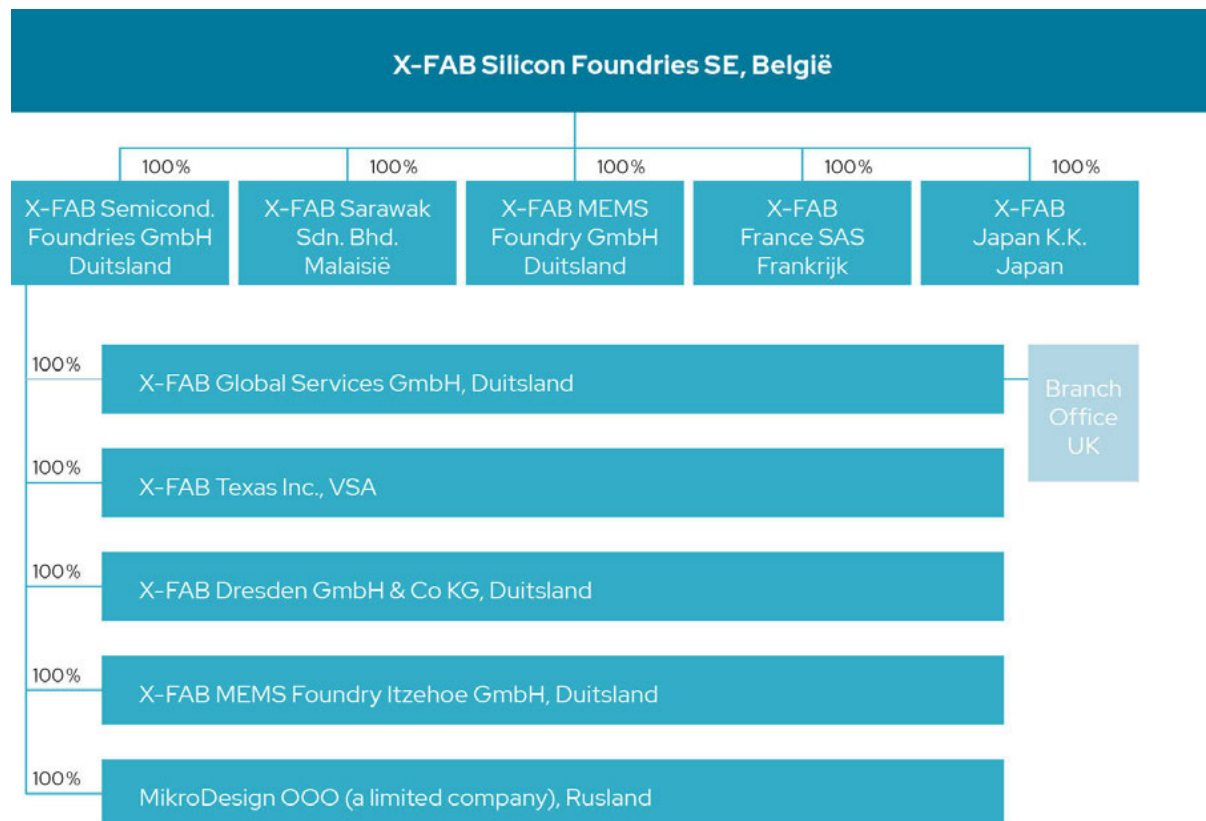 X-FAB Silicon Foundries SE, België
100%
100%
100%
100%
100%
X-FAB Semicond.
Foundries GmbH
Duitsland
X-FAB Sarawak
Sdn. Bhd.
Malaisië
X-FAB MEMS
Foundry GmbH
Duitsland
X-FAB
France SAS
Frankrijk
X-FAB
Japan K.K.
Japan
100%
X-FAB Global Services GmbH, Duitsland
Branch
Office
UK
100%
X-FAB Texas Inc., VSA
100%
X-FAB Dresden GmbH & Co KG, Duitsland
100%
X-FAB MEMS Foundry Itzehoe GmbH, Duitsland
100%
MikroDesign OOO (a limited company), Rusland